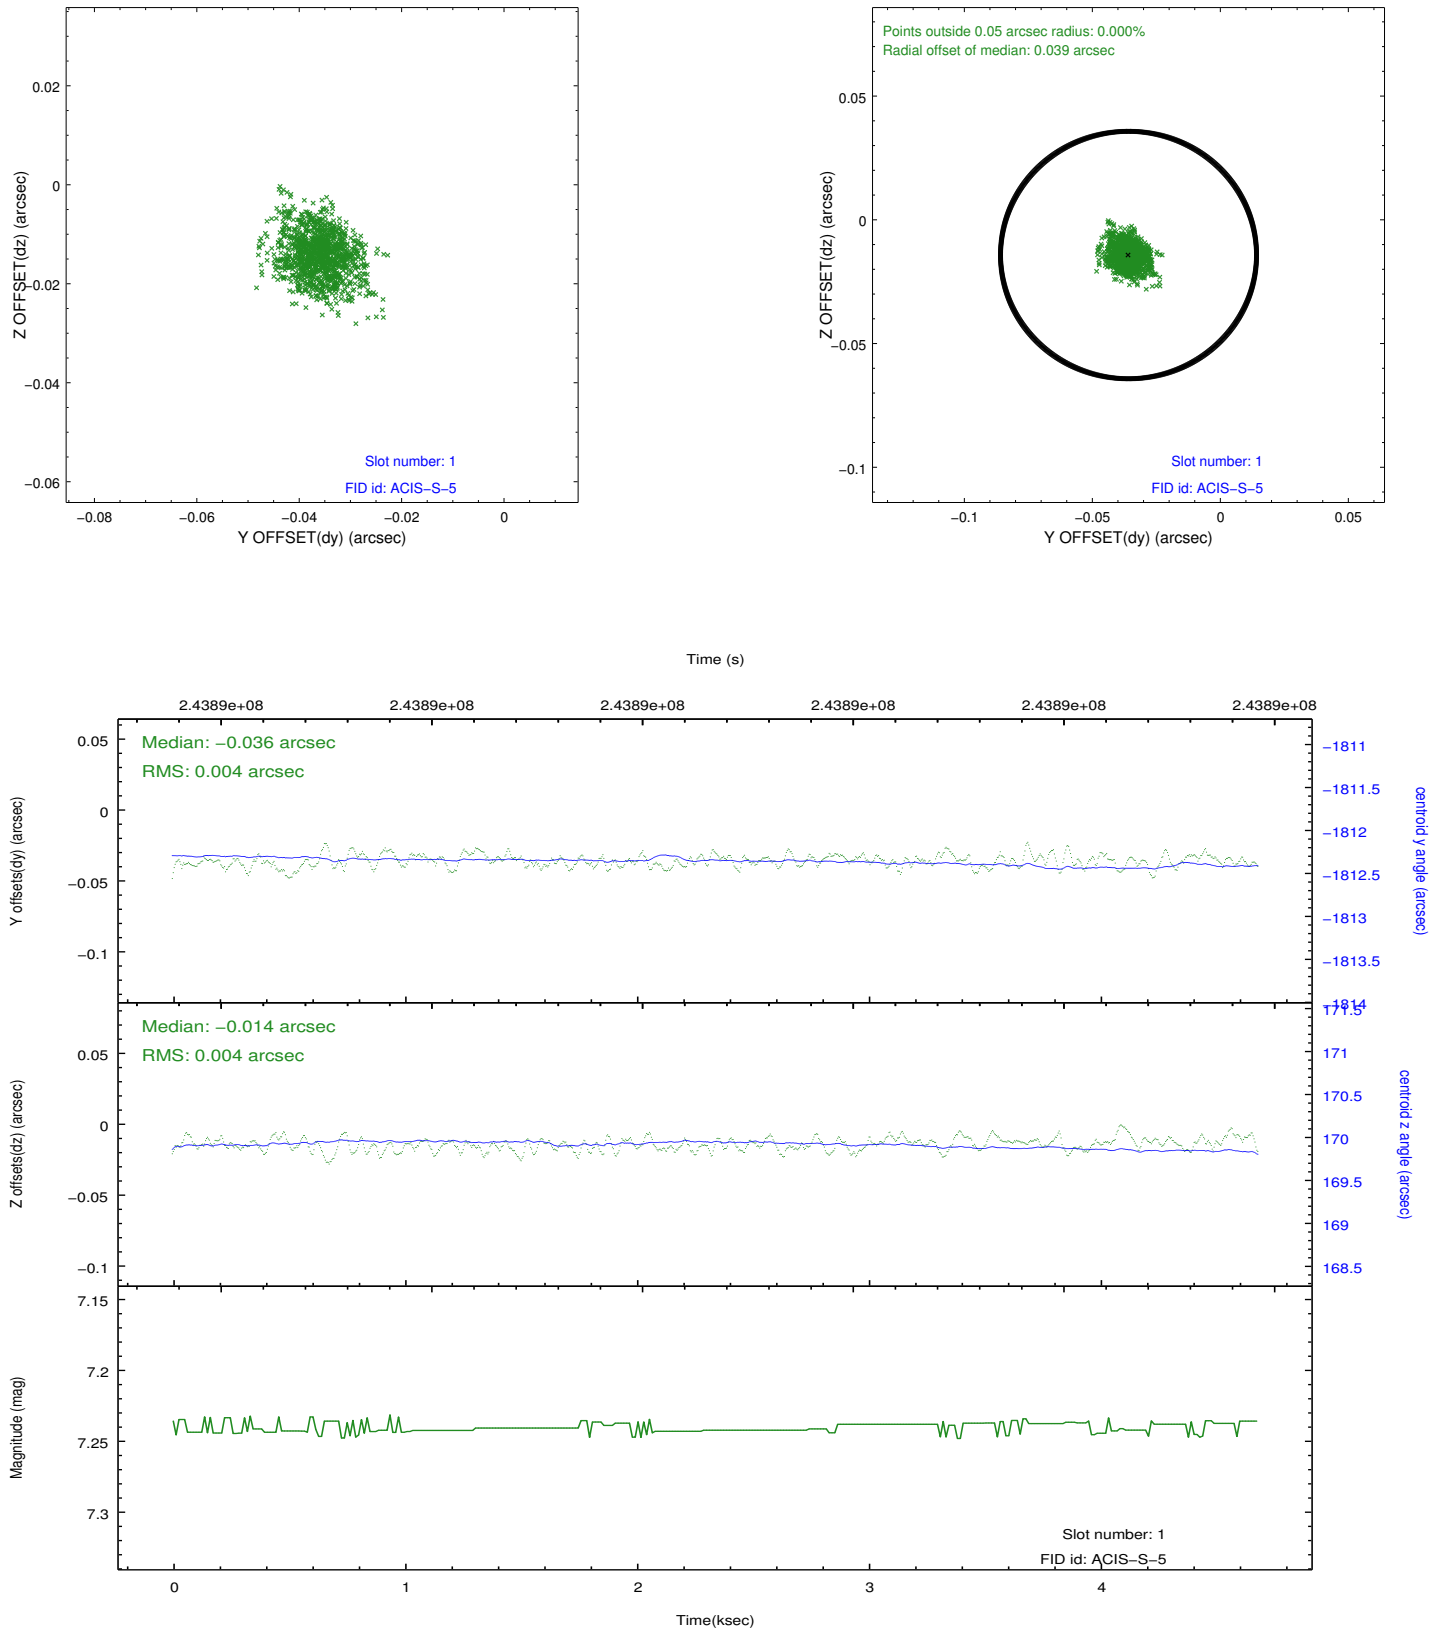 0.02
0
−0.02
−0.04
−0.06
Z OFFSET(dz) (arcsec)
Slot number: 1
FID id: ACIS−S−5
−0.08 −0.06 −0.04 −0.02 0
Y OFFSET(dy) (arcsec)
Points outside 0.05 arcsec radius: 0.000%
Radial offset of median: 0.039 arcsec
0.05
0
−0.05
−0.1
Z OFFSET(dz) (arcsec)
Slot number: 1
FID id: ACIS−S−5
−0.1 −0.05 0 0.05
Y OFFSET(dy) (arcsec)
Time (s)
2.4389e+08 2.4389e+08 2.4389e+08 2.4389e+08 2.4389e+08 2.4389e+08
Median: −0.036 arcsec
RMS: 0.004 arcsec
0.05
0
−0.05
−0.1
Y offsets(dy) (arcsec)
−1811
−1811.5
−1812
−1812.5
−1813
−1813.5
−1814
centroid y angle (arcsec)
Median: −0.014 arcsec
RMS: 0.004 arcsec
0.05
0
−0.05
−0.1
Z offsets(dz) (arcsec)
171.5
171
170.5
170
169.5
169
168.5
centroid z angle (arcsec)
7.15
7.2
7.25
7.3
Magnitude (mag)
Slot number: 1
FID id: ACIS−S−5
0 1 2 3 4
Time(ksec)